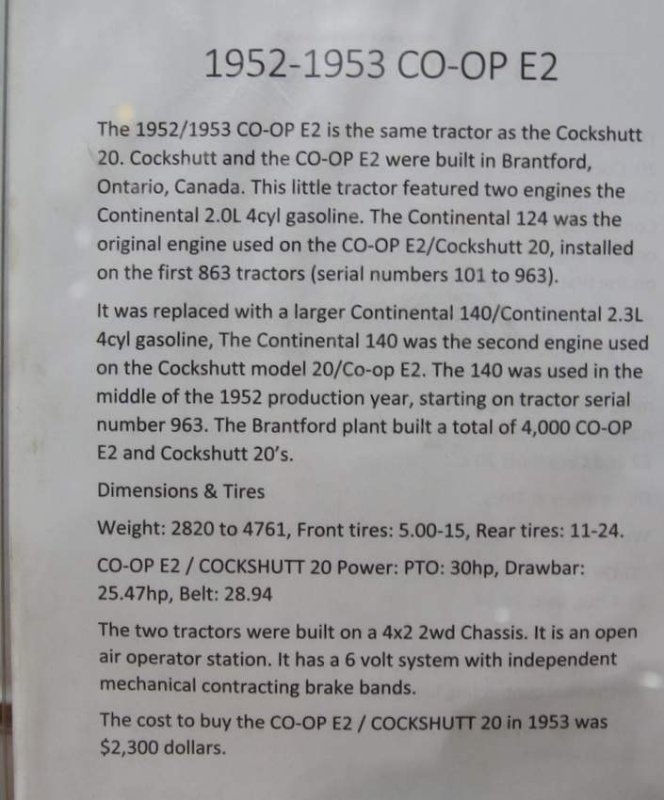 1952-1953 CO-OP E2
The 1952/1953 CO-OP E2 is the same tractor as the Cockshutt
20. Cockshutt and the CO-OP E2 were built in Brantford,
Ontario, Canada. This little tractor featured two engines the
Continental 2.0L 4cyl gasoline. The Continental 124 was the
original engine used on the CO-OP E2/Cockshutt 20, installed
on the first 863 tractors (serial numbers 101 to 963).
It was replaced with a larger Continental 140/Continental 2.3L
4cyl gasoline, The Continental 140 was the second engine used
on the Cockshutt model 20/Co-op E2. The 140 was used in the
middle of the 1952 production year, starting on tractor serial
number 963. The Brantford plant built a total of 4,000 CO-OP
E2 and Cockshutt 20's.
Dimensions & Tires
Weight: 2820 to 4761, Front tires: 5.00-15, Rear tires: 11-24.
CO-OP E2 / COCKSHUTT 20 Power: PTO: 30hp, Drawbar:
25.47hp, Belt: 28.94
The two tractors were built on a 4x2 2wd Chassis. It is an open
air operator station. It has a 6 volt system with independent
mechanical contracting brake bands.
The cost to buy the CO-OP E2 / COCKSHUTT 20 in 1953 was
$2,300 dollars.